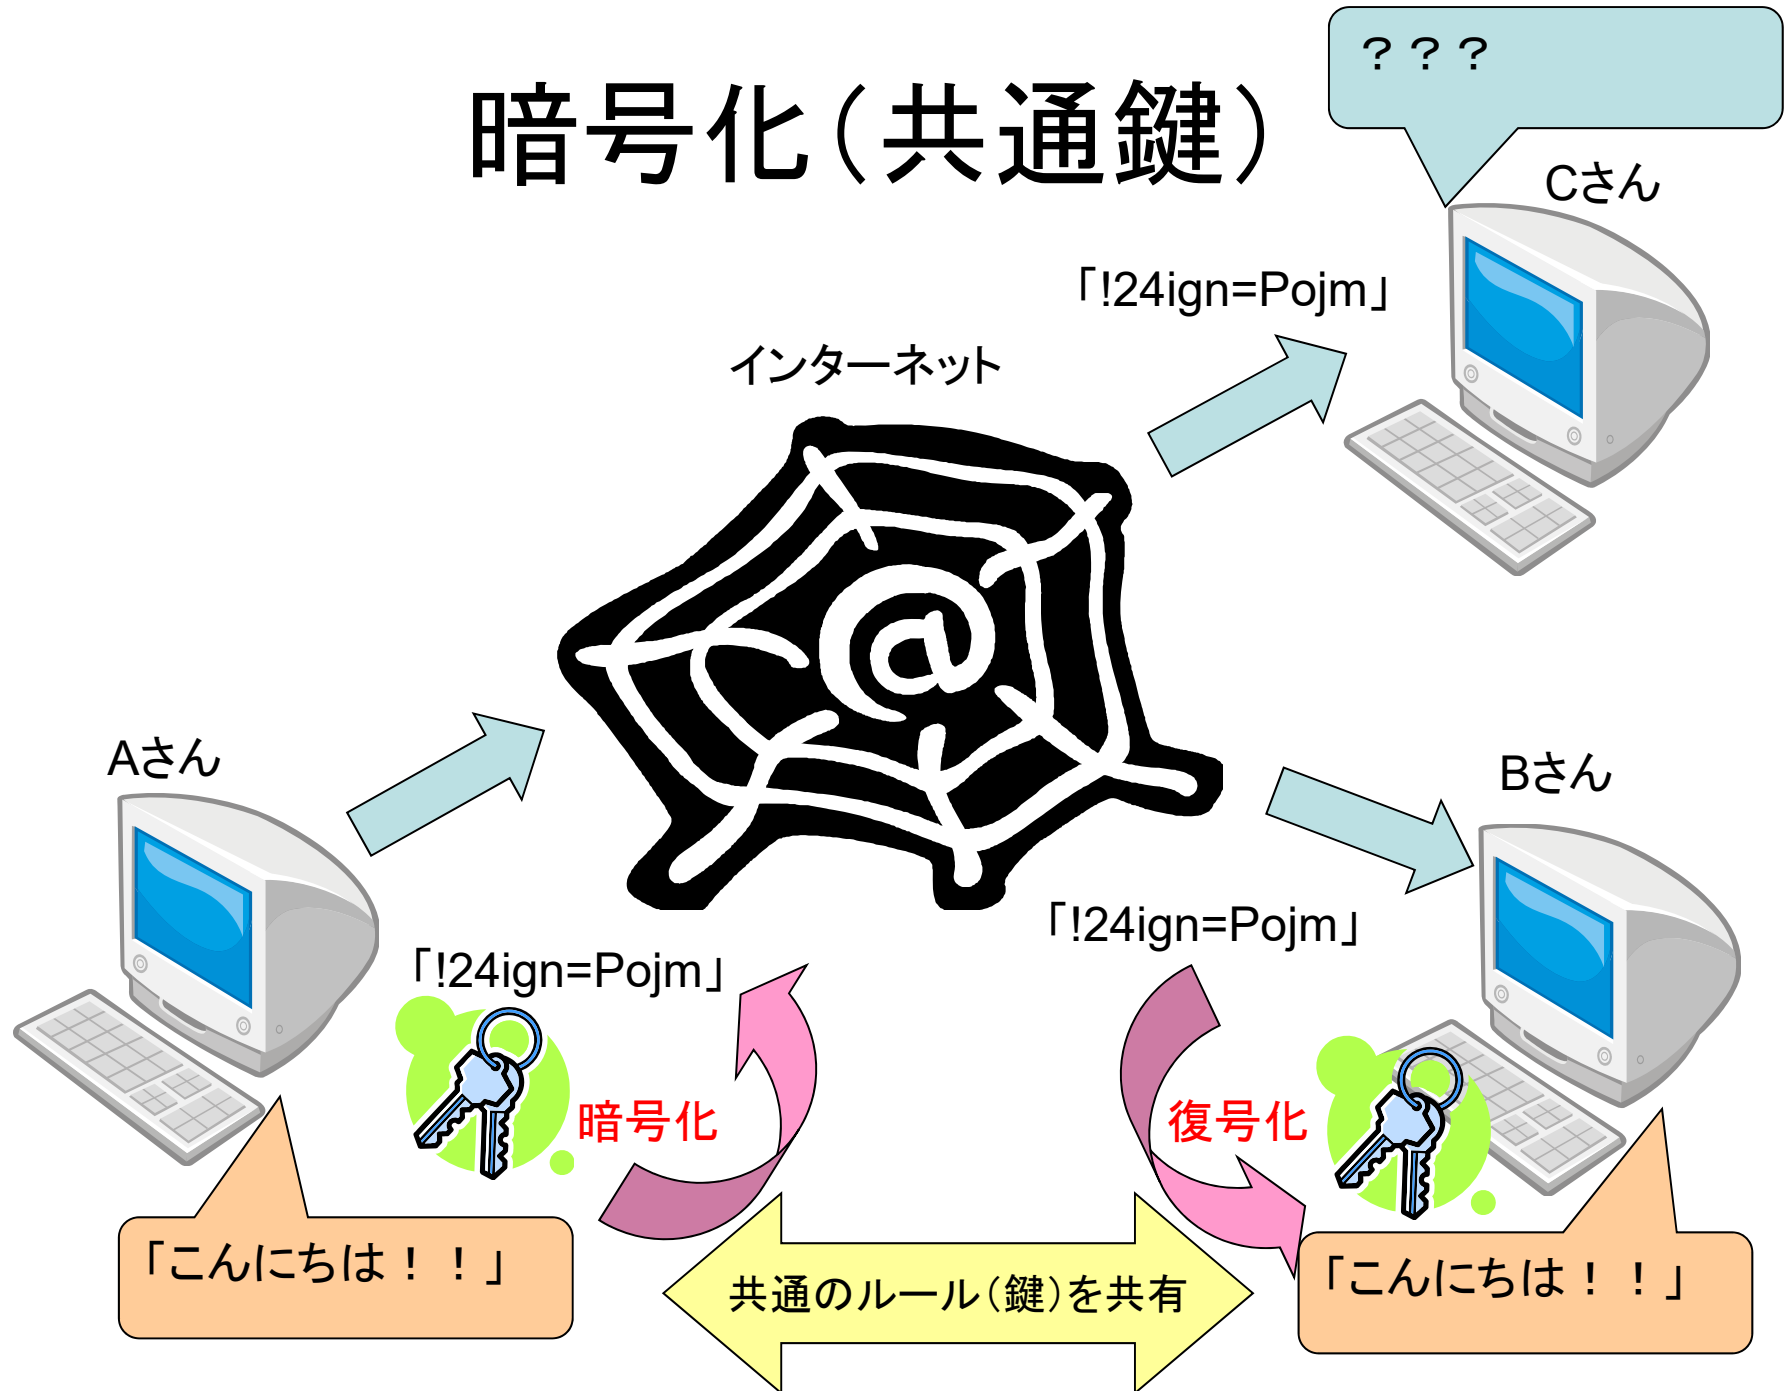 暗号化（共通鍵）
？？？
Cさん
「!24ign=Pojm」
インターネット
Aさん
Bさん
「!24ign=Pojm」
「!24ign=Pojm」
暗号化
復号化
「こんにちは！！」
共通のルール（鍵）を共有
「こんにちは！！」